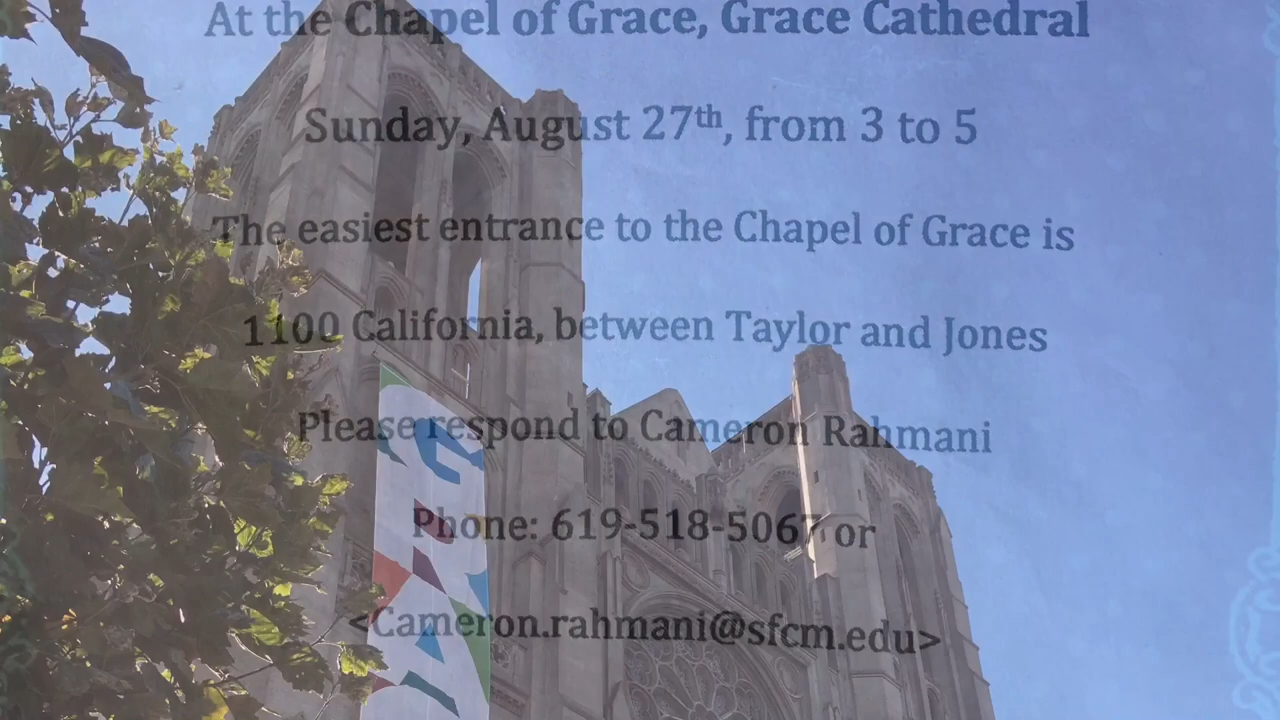 At the Chapel of Grace, Grace Cathedral
Sunday, August 27th, from 3 to 5
The easiest entrance to the Chapel of Grace is
1100 California, between Taylor and Jones
Please respond to Cameron Rahmani
Phone: 619-518-5067 or
<Cameron.rahmani@sfcm.edu>